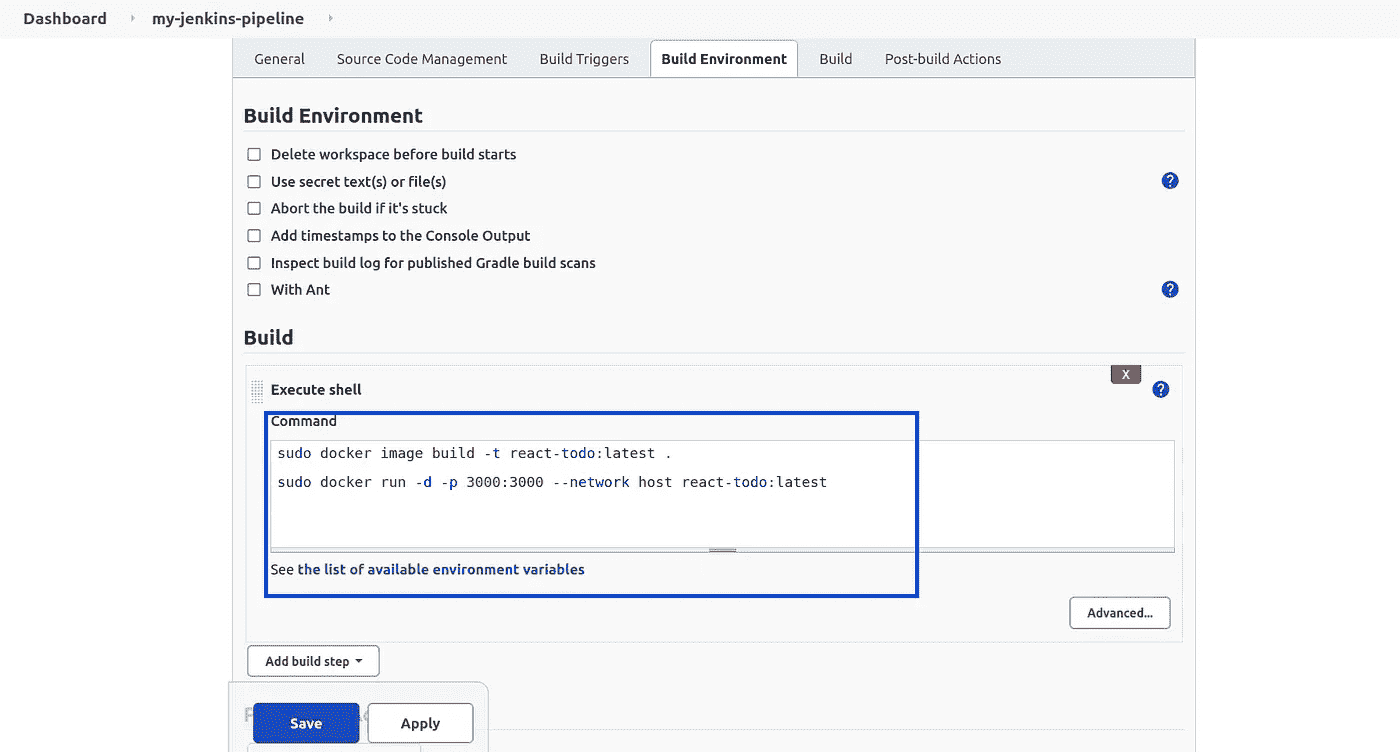 Dashboard my-jenkins-pipeline
General Source Code Management Build Triggers Build Environment Build Post-build Actions
Build Environment
Delete workspace before build starts
Use secret text(s) or file(s)
?
Abort the build if it's stuck
Add timestamps to the Console Output
Inspect build log for published Gradle build scans
With Ant
?
Build
X
Execute shell
?
Command
sudo docker image build -t react-todo:latest .
sudo docker run -d -p 3000:3000 --network host react-todo:latest
See the list of available environment variables
Advanced...
Add build step
Save Apply